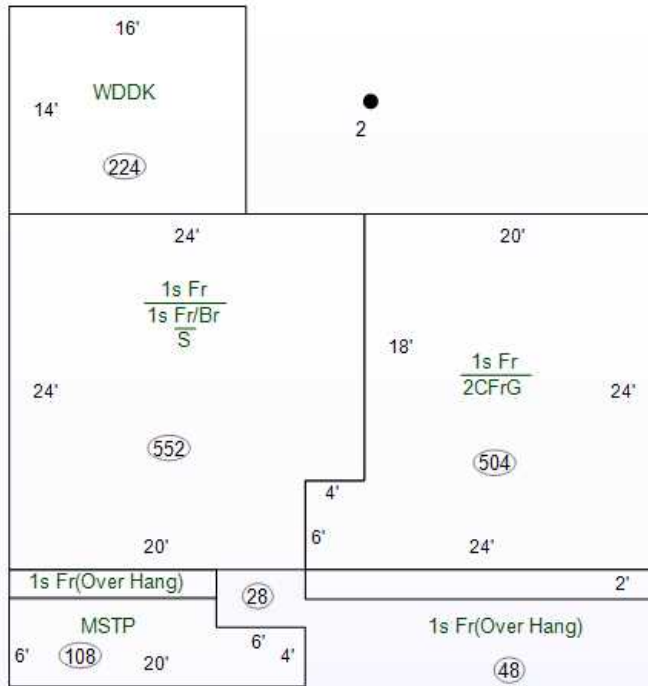 16'
WDDK
14'
2
224
24'
20'
1s Fr
1s Fr/Br
S
18'
1s Fr
2CFrG
24'
24'
552
504
4'
6'
20'
24'
1s Fr(Over Hang)
28
2'
MSTP
1s Fr(Over Hang)
6'
108
20'
6'
4'
48